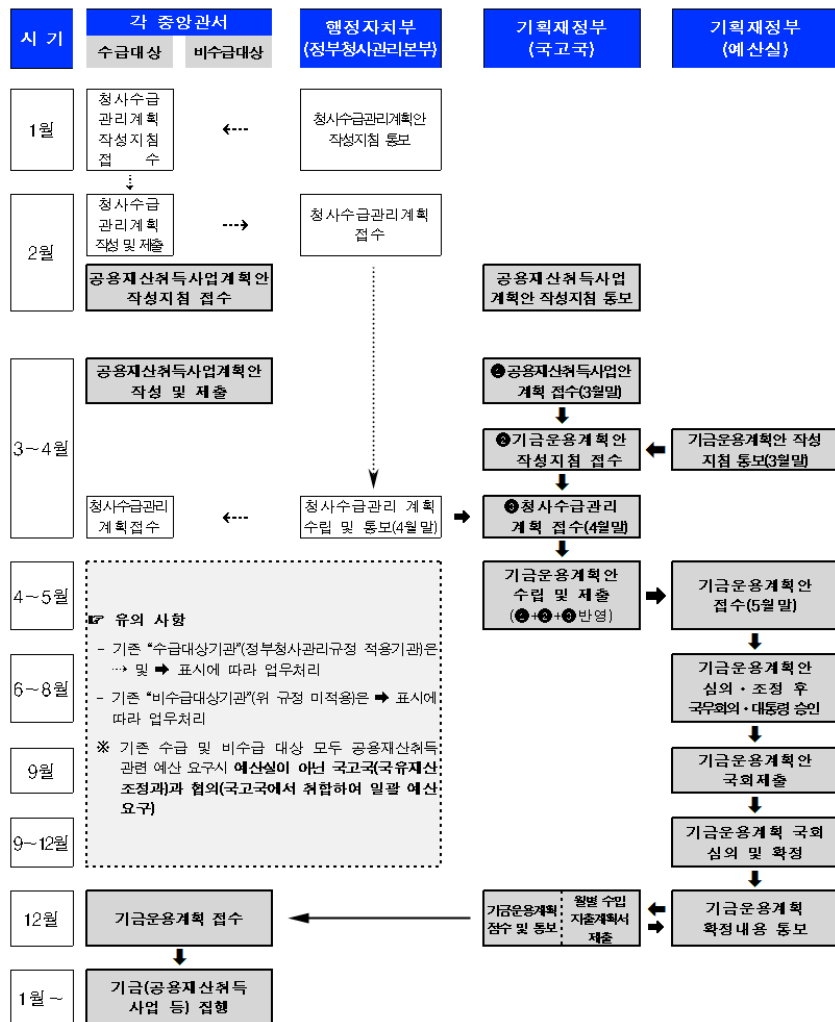 시 기
각 중앙관서
수급대상
비수급대상
행정자치부
(정부청사관리본부)
기획재정부
(국고국)
기획재정부
(예산실)
1월
청사수급
관리계획
작성지침
접 수
청사수급관리계획안
작성지침 통보
2월
청사수급
관리계획
작성 및 제출
청사수급관리계획
접수
공용재산취득사업계획안
작성지침 접수
공용재산취득사업
계획안 작성지침 통보
3~4월
공용재산취득사업계획안
작성 및 제출
❶공용재산취득사업안
계획 접수(3월말)
❷기금운용계획안
작성지침 접수
기금운용계획안 작성
지침 통보(3월말)
청사수급관리
계획접수
청사수급관리 계획
수립 및 통보(4월말)
❸청사수급관리
계획 접수(4월말)
4~5월
기금운용계획안
수립 및 제출
(❶+❷+❸반영)
기금운용계획안
접수(5월말)
☞ 유의 사항
- 기존 “수급대상기관”(정부청사관리규정 적용기관)은
⇢ 및 ➡ 표시에 따라 업무처리
- 기존 “비수급대상기관”(위 규정 미적용)은 ➡ 표시에
따라 업무처리
※ 기존 수급 및 비수급 대상 모두 공용재산취득
관련 예산 요구시 예산실이 아닌 국고국(국유재산
조정과)과 협의(국고국에서 취합하여 일괄 예산
요구)
6~8월
기금운용계획안
심의·조정 후
국무회의·대통령 승인
9월
기금운용계획안
국회제출
9~12월
기금운용계획 국회
심의 및 확정
12월
기금운용계획 접수
기금운용계획
접수 및 통보
월별 수입
지출계획서
제출
기금운용계획
확정내용 통보
1월~
기금(공용재산취득
사업 등) 집행